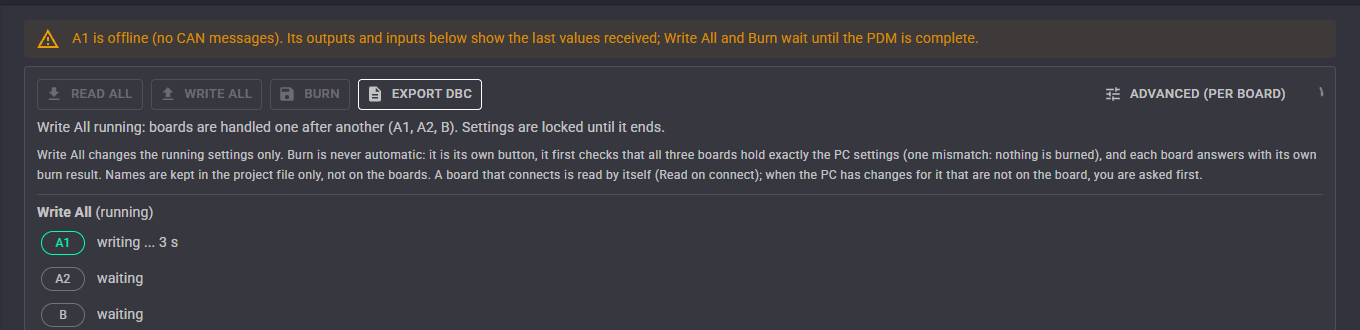 A1 is offline (no CAN messages). Its outputs and inputs below show the last values received; Write All and Burn wait until the PDM is complete.
READ ALL WRITE ALL BURN EXPORT DBC ADVANCED (PER BOARD)
Write All running: boards are handled one after another (A1, A2, B). Settings are locked until it ends.
Write All changes the running settings only. Burn is never automatic: it is its own button, it first checks that all three boards hold exactly the PC settings (one mismatch: nothing is burned), and each board answers with its own
burn result. Names are kept in the project file only, not on the boards. A board that connects is read by itself (Read on connect); when the PC has changes for it that are not on the board, you are asked first.
Write All (running)
A1 writing ... 3 s
A2 waiting
B waiting